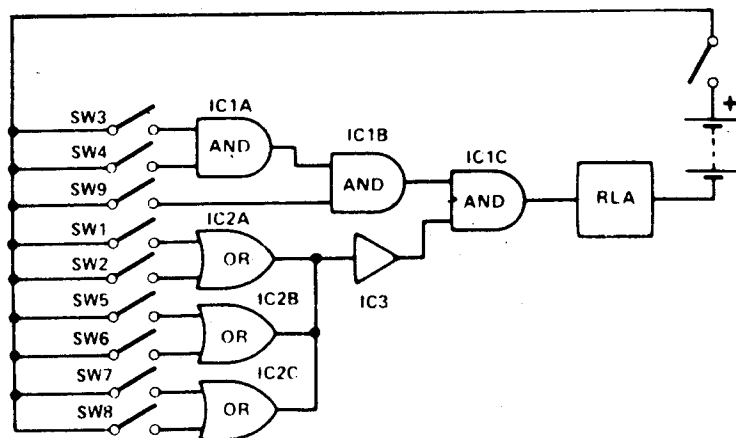 SW3
SW4
SW9
SW1
SW2
SW5
SW6
SW7
SW8
IC1A
AND
IC1B
AND
IC1C
AND
IC2A
OR
IC2B
OR
IC2C
OR
IC3
RLA
+